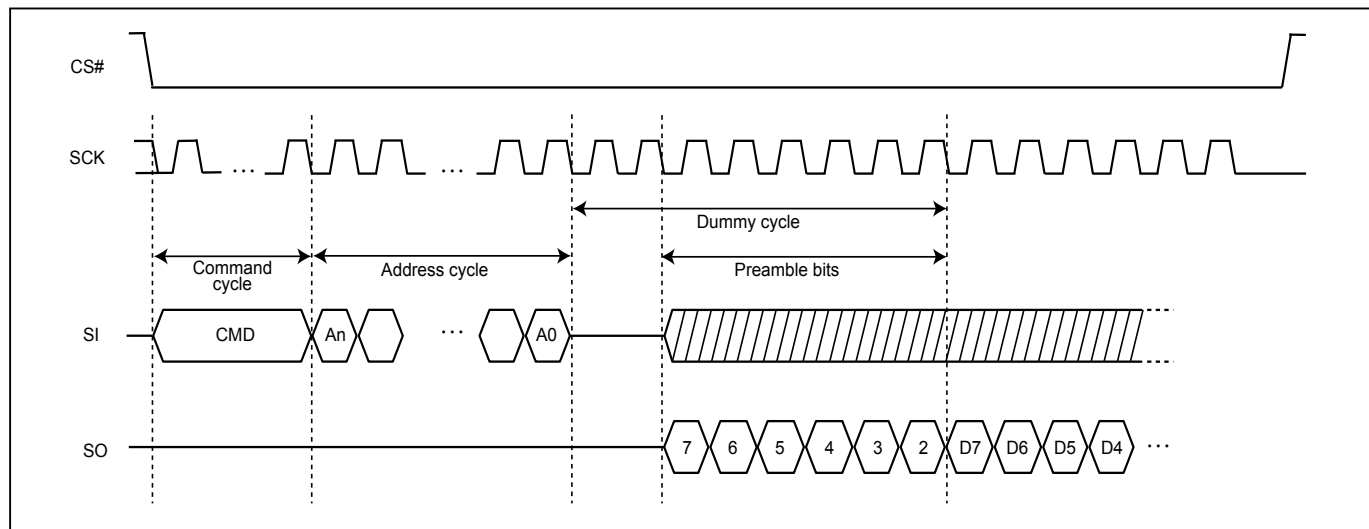 CS#
SCK
...
...
Dummy cycle
Command
cycle
Address cycle
Preamble bits
SI
CMD
An
...
A0
SO
7 6 5 4 3 2 D7 D6 D5 D4 ...